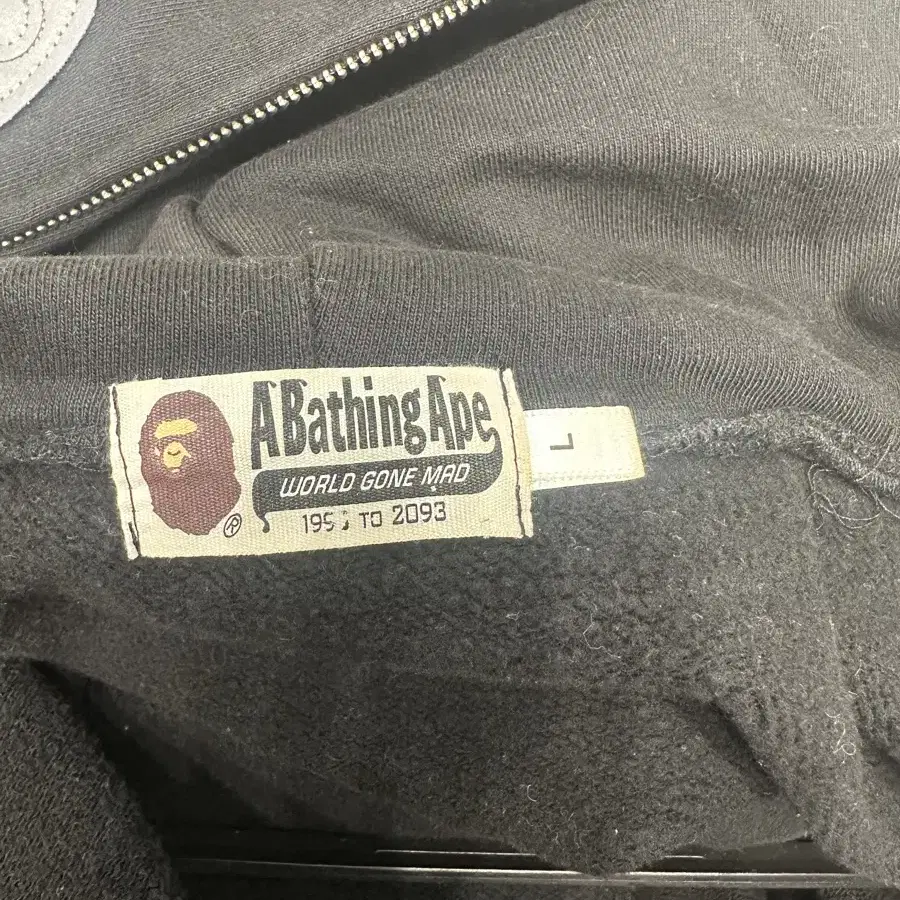 A Bathing Ape
WORLD GONE MAD
TO 2093
®
L